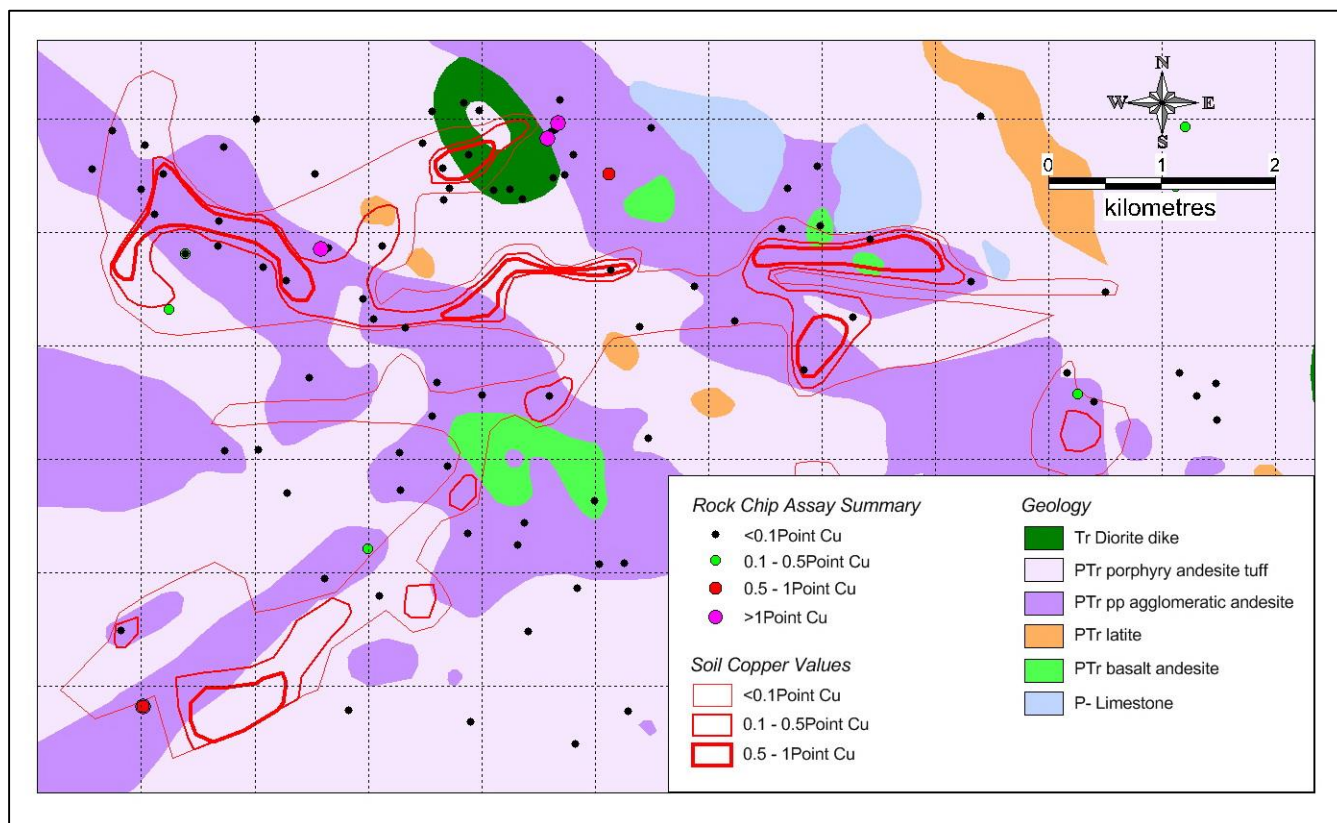 N
W E
S
0 1 2
kilometres
Rock Chip Assay Summary
<0.1Point Cu
0.1 - 0.5Point Cu
0.5 - 1Point Cu
>1Point Cu
Soil Copper Values
<0.1Point Cu
0.1 - 0.5Point Cu
0.5 - 1Point Cu
Geology
Tr Diorite dike
PTr porphyry andesite tuff
PTr pp agglomeratic andesite
PTr latite
PTr basalt andesite
P- Limestone